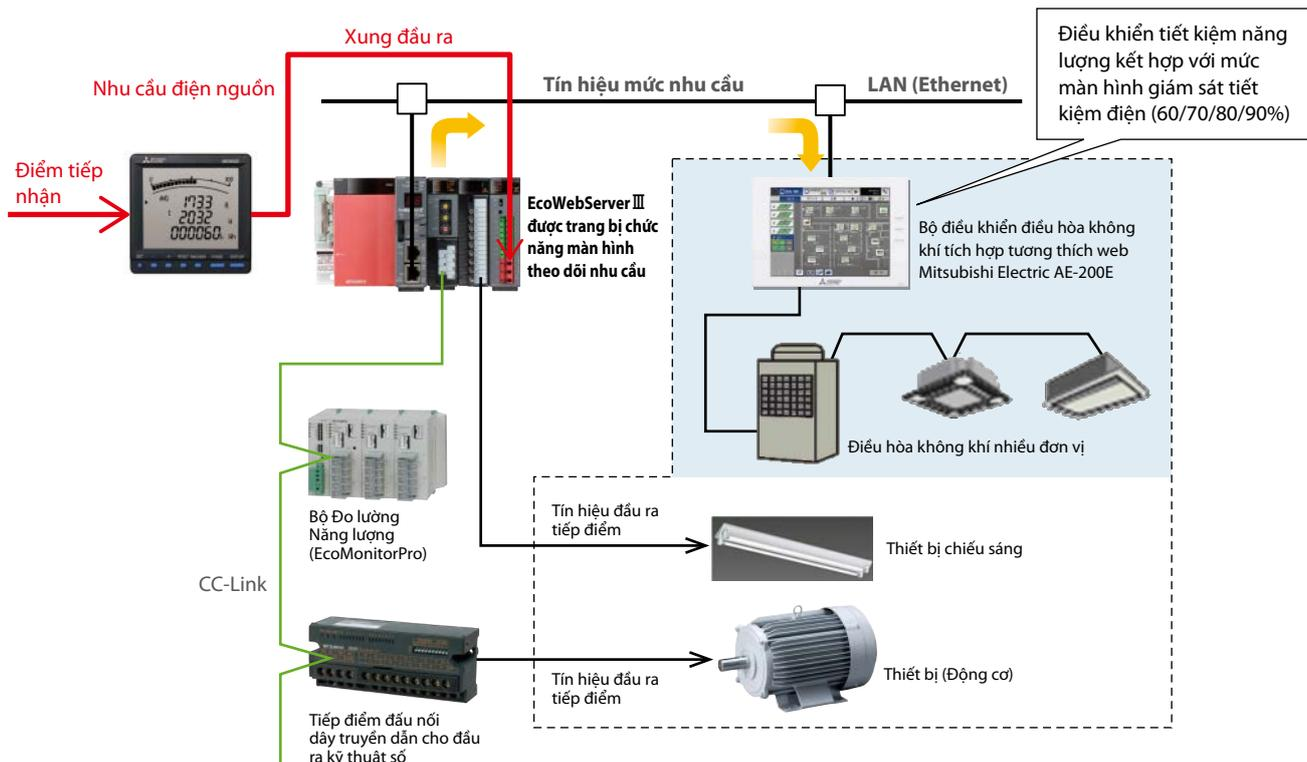 Xung đầu ra
Nhu cầu điện nguồn
Điểm tiếp
nhận
Tín hiệu mức nhu cầu
LAN (Ethernet)
Điều khiển tiết kiệm năng
lượng kết hợp với mức
màn hình giám sát tiết
kiệm điện (60/70/80/90%)
1733
2032
000060
EcoWebServer Ⅲ
được trang bị chức
năng màn hình
theo dõi nhu cầu
Bộ điều khiển điều hòa không
khí tích hợp tương thích web
Mitsubishi Electric AE-200E
Điều hòa không khí nhiều đơn vị
Bộ Đo lường
Năng lượng
(EcoMonitorPro)
Tín hiệu đầu ra
tiếp điểm
Thiết bị chiếu sáng
CC-Link
Tín hiệu đầu ra
tiếp điểm
Thiết bị (Động cơ)
Tiếp điểm đấu nối
dây truyền dẫn cho đầu
ra kỹ thuật số